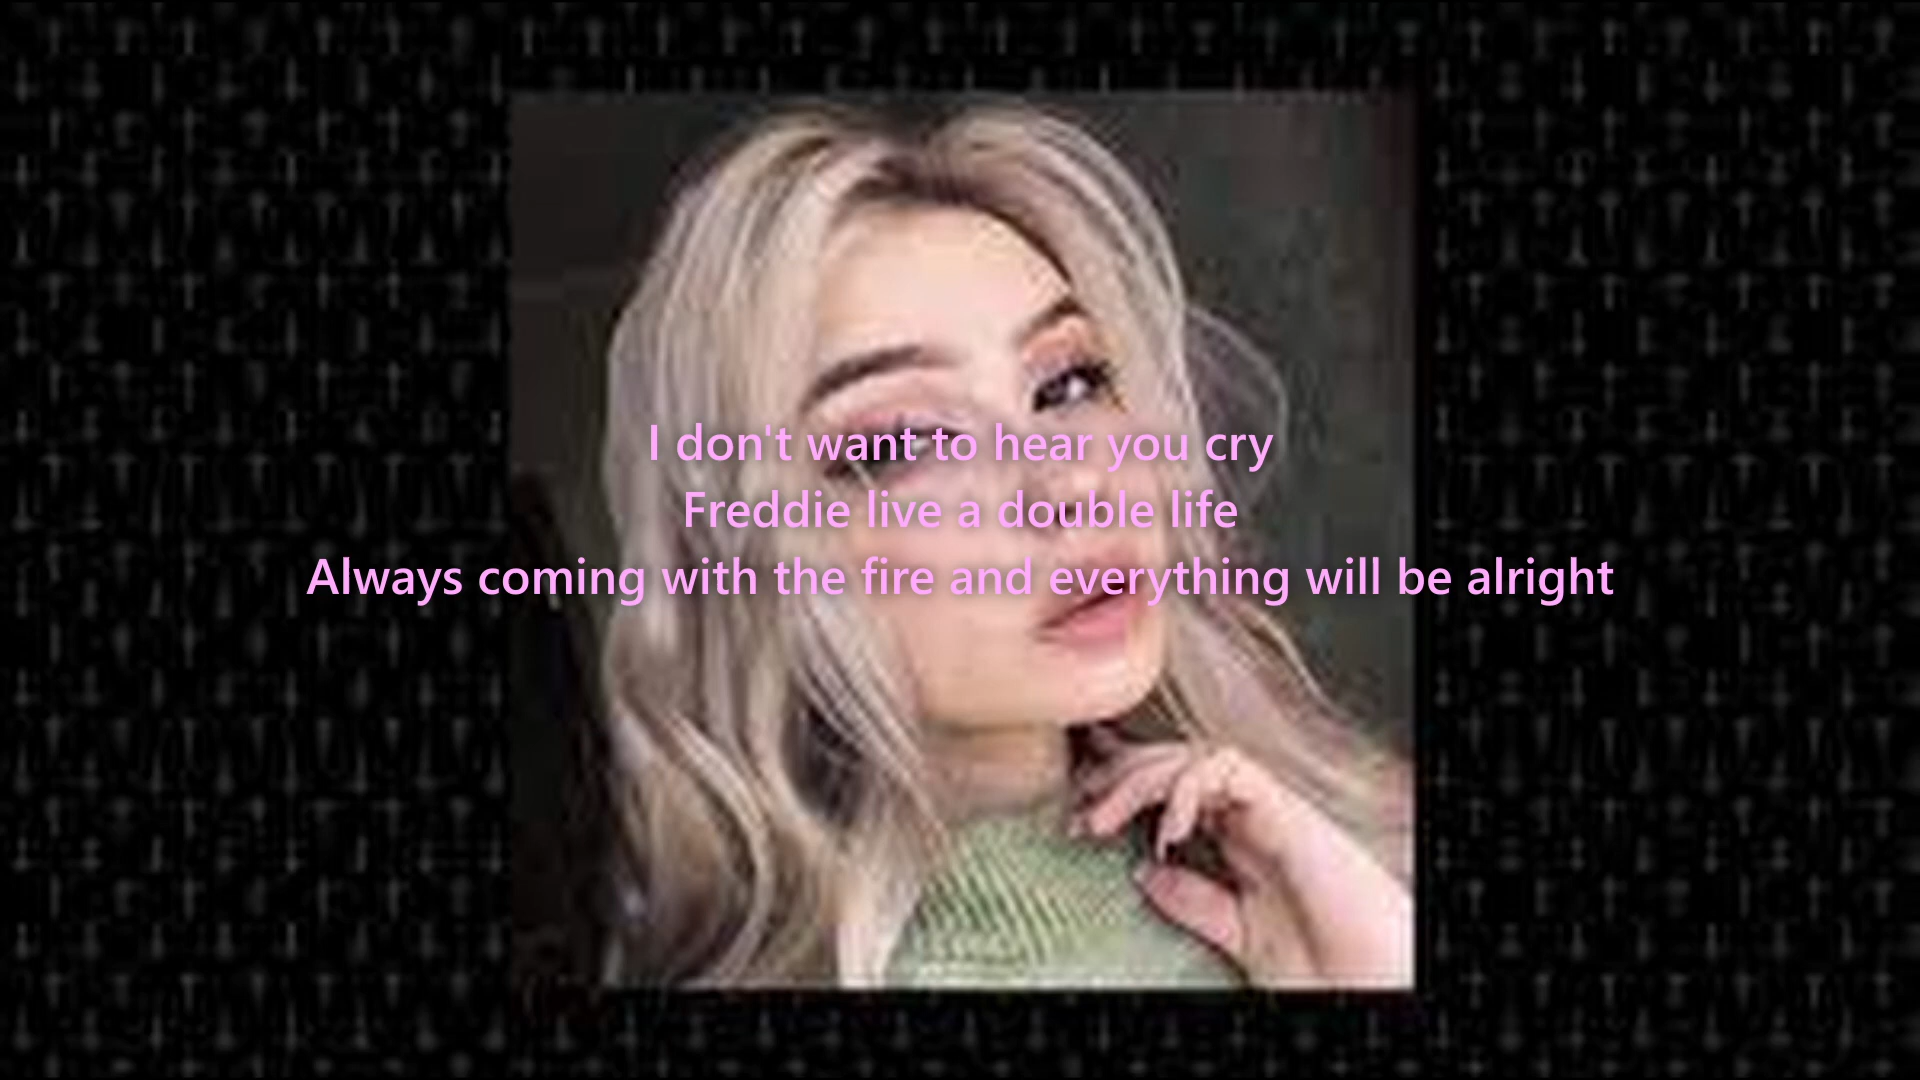 I don't want to hear you cry
Freddie live a double life
Always coming with the fire and everything will be alright